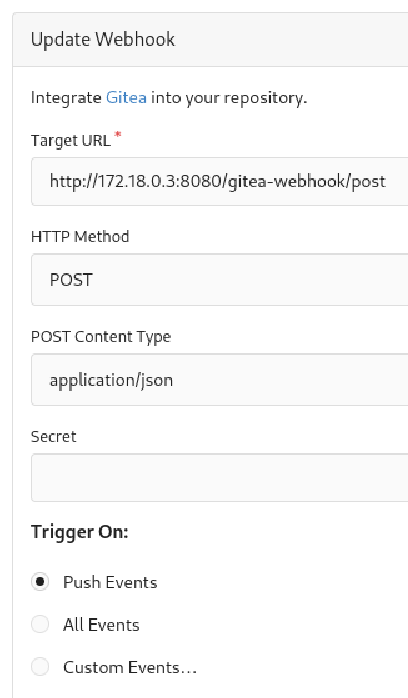 Update Webhook
Integrate Gitea into your repository.
Target URL *
http://172.18.0.3:8080/gitea-webhook/post
HTTP Method
POST
POST Content Type
application/json
Secret
Trigger On:
Push Events
All Events
Custom Events...